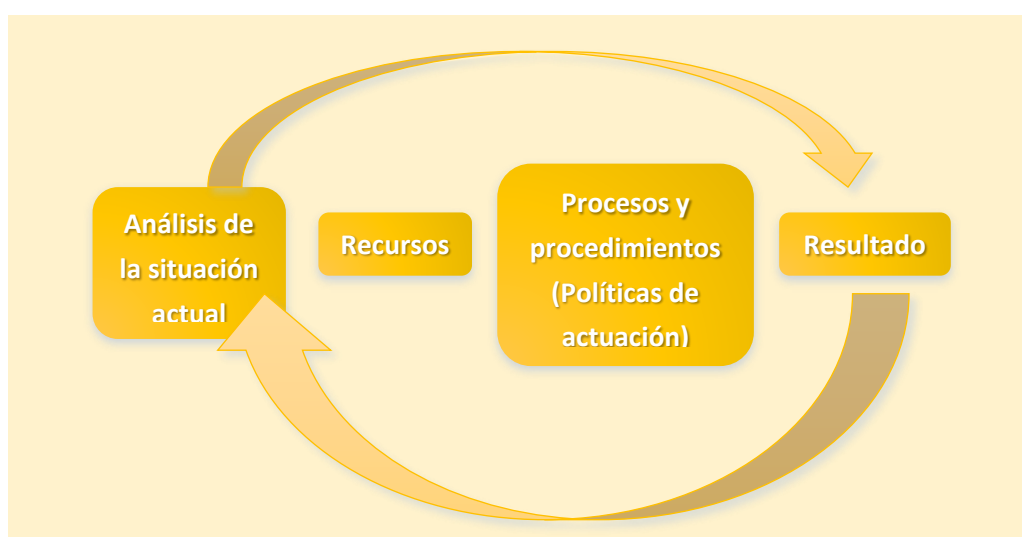 Análisis de
la situación
actual
Recursos
Procesos y
procedimientos
(Políticas de
actuación)
Resultado